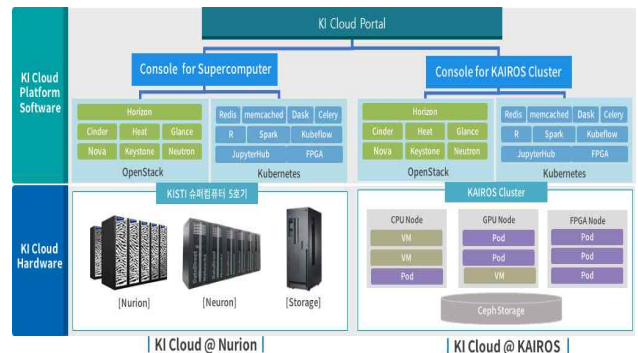 KI Cloud Portal
KI Cloud
Platform
Software
Console for Supercomputer
Console for KAIROS Cluster
Horizon
Cinder Heat Glance
Nova Keystone Neutron
OpenStack
Redis memcached Dask Celery
R Spark Kubeflow
JupyterHub FPGA
Kubernetes
Horizon
Cinder Heat Glance
Nova Keystone Neutron
OpenStack
Redis memcached Dask Celery
R Spark Kubeflow
JupyterHub FPGA
Kubernetes
KI Cloud
Hardware
KISTI 슈퍼컴퓨터 5호기
[Nurion] [Neuron] [Storage]
KAIROS Cluster
CPU Node
VM
VM
Pod
GPU Node
Pod
Pod
VM
FPGA Node
Pod
Pod
Pod
Ceph Storage
| KI Cloud @ Nurion |
| KI Cloud @ KAIROS |